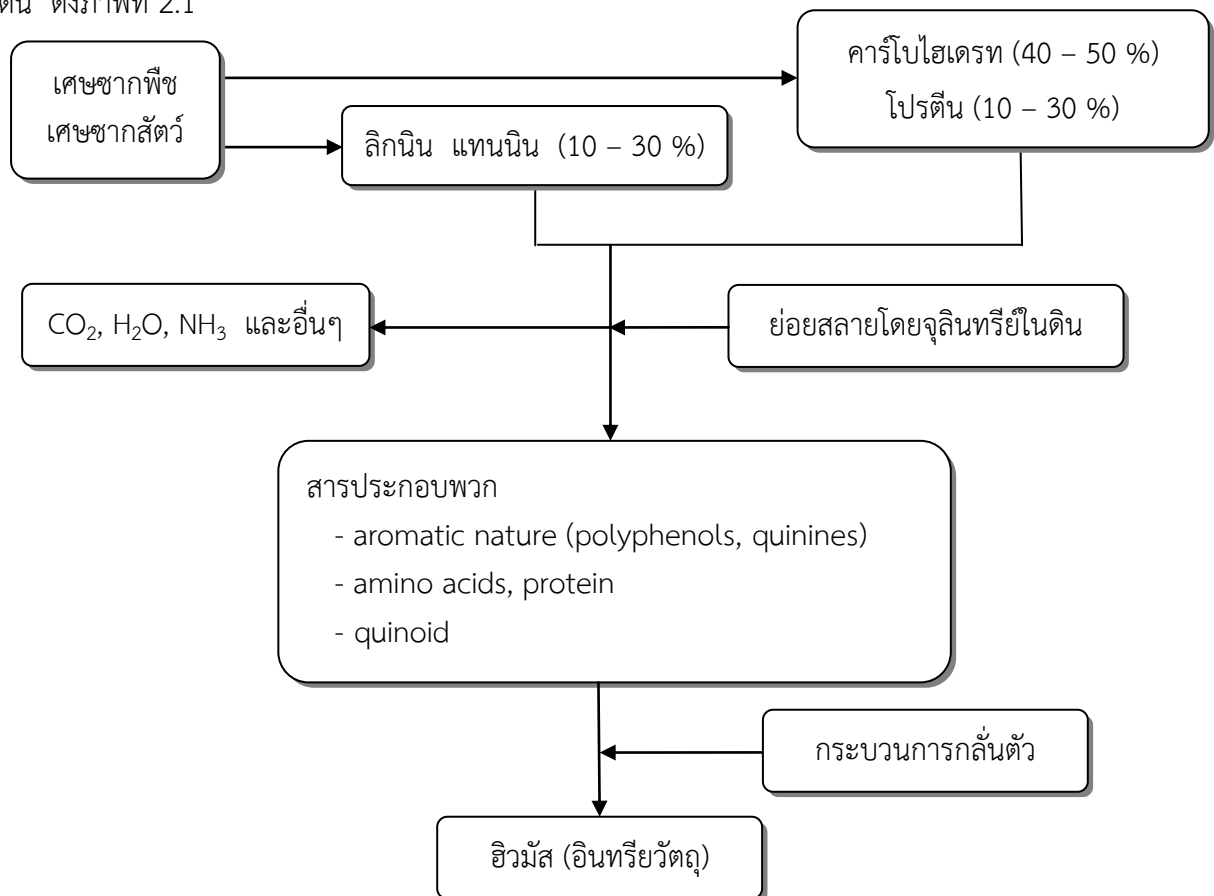 ดังภาพที่ 2.1
เศษซากพืช
เศษซากสัตว์
คาร์โบไฮเดรท (40 – 50 %)
โปรตีน (10 – 30 %)
ลิกนิน แทนนิน (10 – 30 %)
CO₂, H₂O, NH₃ และอื่นๆ
ย่อยสลายโดยจุลินทรีย์ในดิน
สารประกอบพวก
- aromatic nature (polyphenols, quinines)
- amino acids, protein
- quinoid
กระบวนการกลั่นตัว
ฮิวมัส (อินทรียวัตถุ)